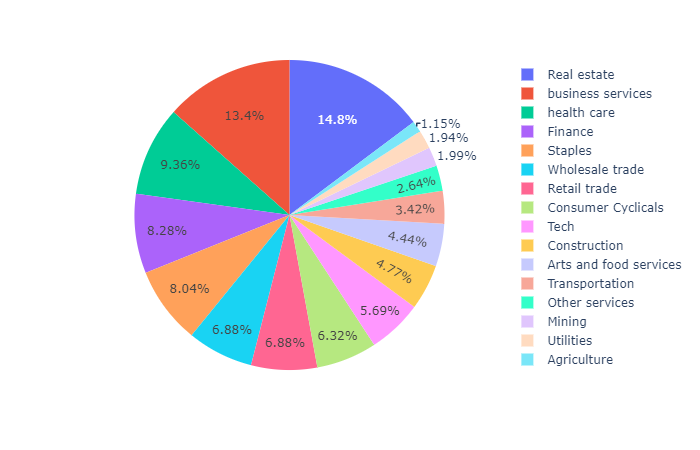 14.8%
13.4%
9.36%
8.28%
8.04%
6.88%
6.88%
6.32%
5.69%
4.77%
4.44%
3.42%
2.64%
1.99%
1.94%
1.15%
Real estate
business services
health care
Finance
Staples
Wholesale trade
Retail trade
Consumer Cyclicals
Tech
Construction
Arts and food services
Transportation
Other services
Mining
Utilities
Agriculture